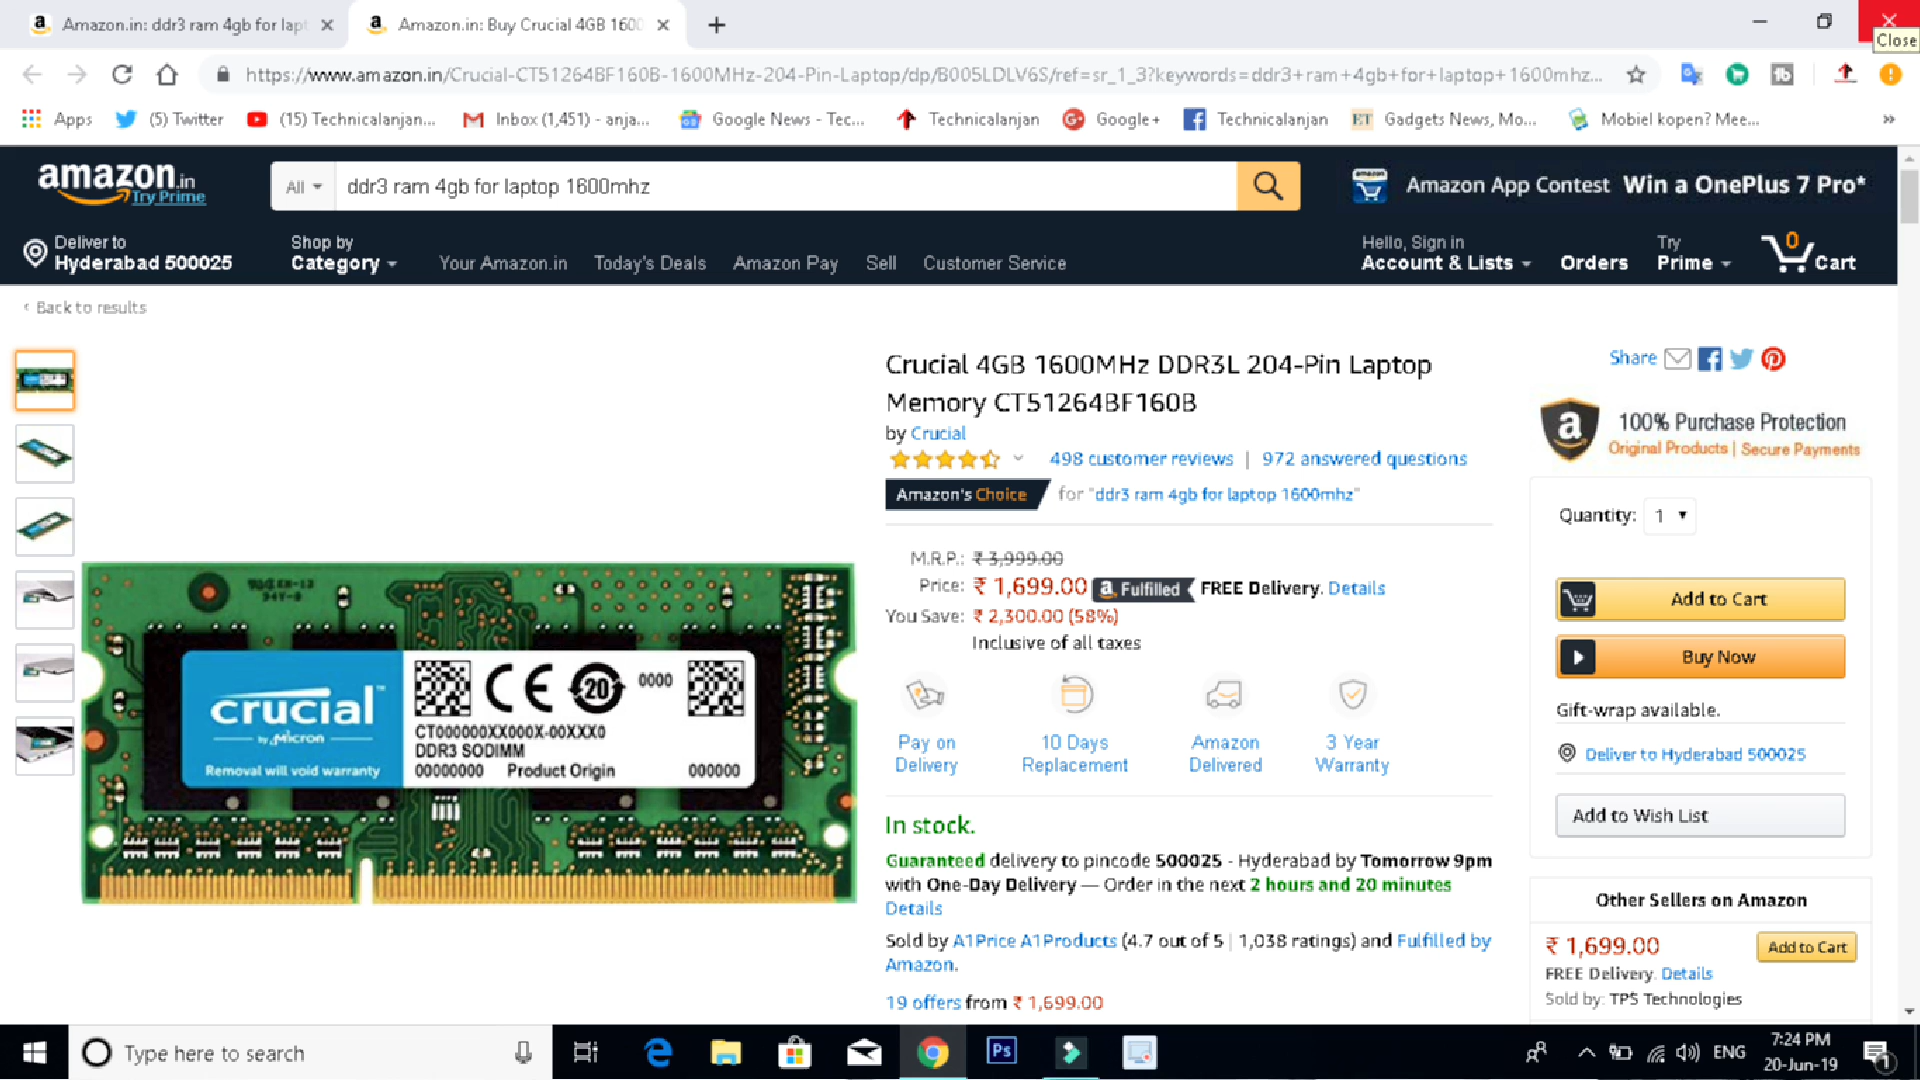 Amazon.in: ddr3 ram 4gb for lapt
Amazon.in: Buy Crucial 4GB 1600
Close
https://www.amazon.in/Crucial-CT51264BF160B-1600MHz-204-Pin-Laptop/dp/B005LDLV6S/ref=sr_1_3?keywords=ddr3+ram+4gb+for+laptop+1600mhz...
Apps
(5) Twitter
(15) Technicalanjan...
Inbox (1,451) - anja...
Google News - Tec...
Technicalanjan
Google+
Technicalanjan
ET Gadgets News, Mo...
Mobiel kopen? Mee...
»
amazon.in
Try Prime
All
ddr3 ram 4gb for laptop 1600mhz
Amazon App Contest Win a OnePlus 7 Pro*
Deliver to
Hyderabad 500025
Shop by
Category
Your Amazon.in
Today's Deals
Amazon Pay
Sell
Customer Service
Hello, Sign in
Account & Lists
Orders
Try
Prime
0
Cart
‹ Back to results
Crucial 4GB 1600MHz DDR3L 204-Pin Laptop
Memory CT51264BF160B
by Crucial
498 customer reviews | 972 answered questions
Amazon's Choice for "ddr3 ram 4gb for laptop 1600mhz"
M.R.P.: ₹ 3,999.00
Price: ₹ 1,699.00 a Fulfilled FREE Delivery. Details
You Save: ₹ 2,300.00 (58%)
Inclusive of all taxes
Pay on
Delivery
10 Days
Replacement
Amazon
Delivered
3 Year
Warranty
In stock.
Guaranteed delivery to pincode 500025 - Hyderabad by Tomorrow 9pm
with One-Day Delivery — Order in the next 2 hours and 20 minutes
Details
Sold by A1Price A1Products (4.7 out of 5 | 1,038 ratings) and Fulfilled by
Amazon.
19 offers from ₹ 1,699.00
crucial™
by Micron
Removal will void warranty
CE
20
0000
CT000000XX000X-00XXX0
DDR3 SODIMM
00000000 Product Origin 000000
Share
100% Purchase Protection
Original Products | Secure Payments
Quantity: 1
Add to Cart
Buy Now
Gift-wrap available.
Deliver to Hyderabad 500025
Add to Wish List
Other Sellers on Amazon
₹ 1,699.00
Add to Cart
FREE Delivery. Details
Sold by: TPS Technologies
Type here to search
Ps
ENG
7:24 PM
20-Jun-19
1